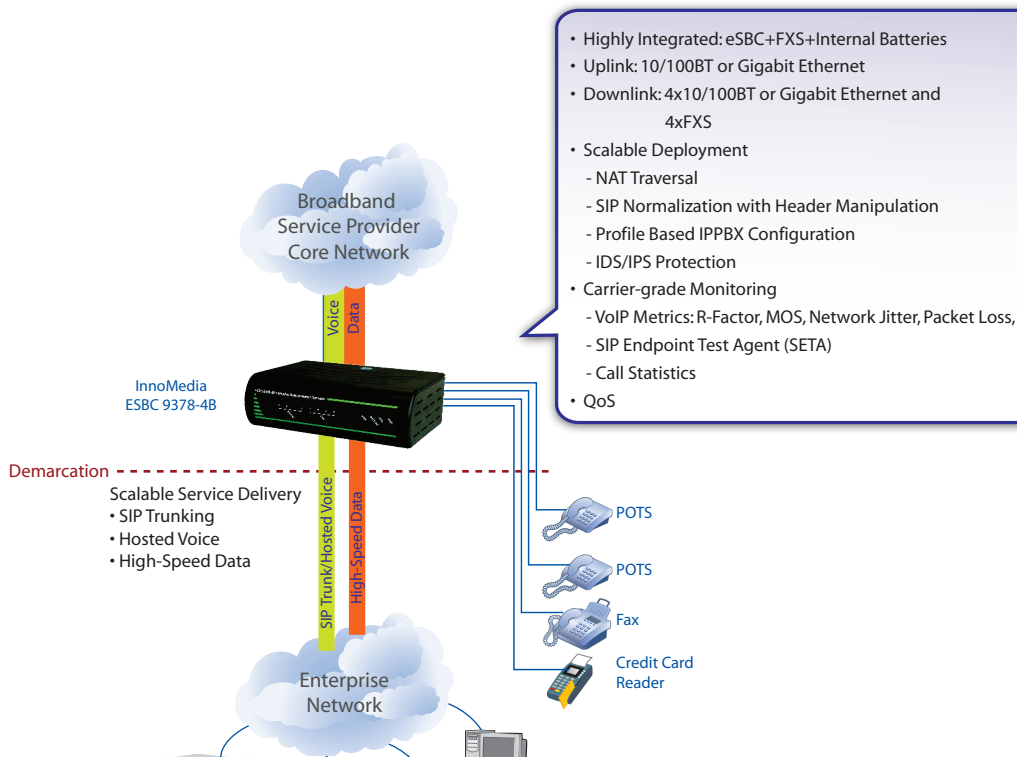 • Highly Integrated: eSBC+FXS+Internal Batteries
• Uplink: 10/100BT or Gigabit Ethernet
• Downlink: 4x10/100BT or Gigabit Ethernet and
4xFXS
• Scalable Deployment
- NAT Traversal
- SIP Normalization with Header Manipulation
- Profile Based IPPBX Configuration
- IDS/IPS Protection
• Carrier-grade Monitoring
- VoIP Metrics: R-Factor, MOS, Network Jitter, Packet Loss,
- SIP Endpoint Test Agent (SETA)
- Call Statistics
• QoS
Broadband
Service Provider
Core Network
Voice
Data
InnoMedia
ESBC 9378-4B
Demarcation
Scalable Service Delivery
• SIP Trunking
• Hosted Voice
• High-Speed Data
SIP Trunk/Hosted Voice
High-Speed Data
POTS
POTS
Fax
Credit Card
Reader
Enterprise
Network